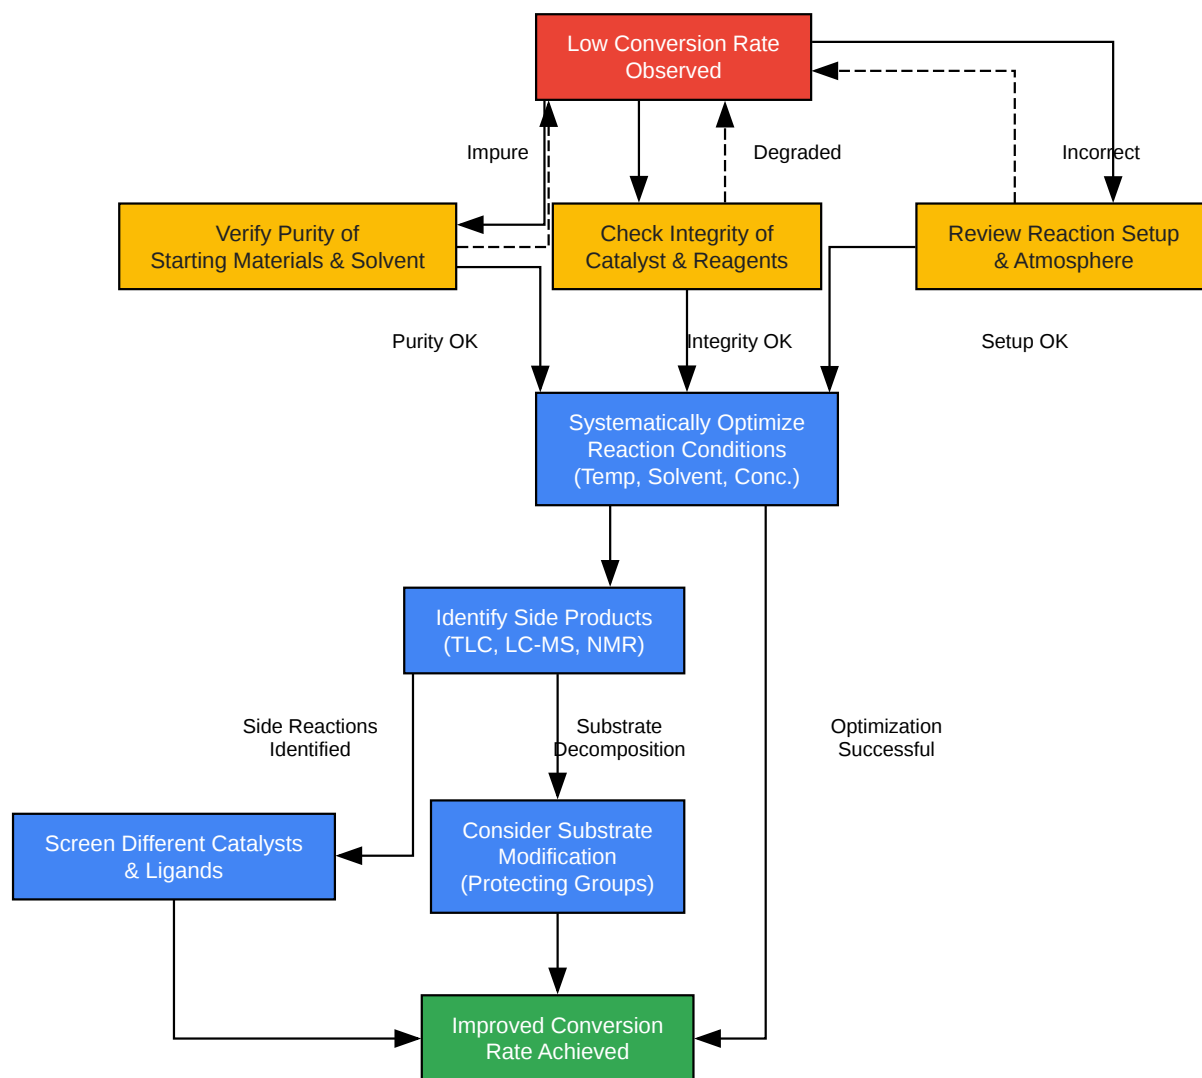 Low Conversion Rate
Observed
Impure
Degraded
Incorrect
Verify Purity of
Starting Materials & Solvent
Check Integrity of
Catalyst & Reagents
Review Reaction Setup
& Atmosphere
Purity OK
Integrity OK
Setup OK
Systematically Optimize
Reaction Conditions
(Temp, Solvent, Conc.)
Identify Side Products
(TLC, LC-MS, NMR)
Side Reactions
Identified
Substrate
Decomposition
Optimization
Successful
Screen Different Catalysts
& Ligands
Consider Substrate
Modification
(Protecting Groups)
Improved Conversion
Rate Achieved